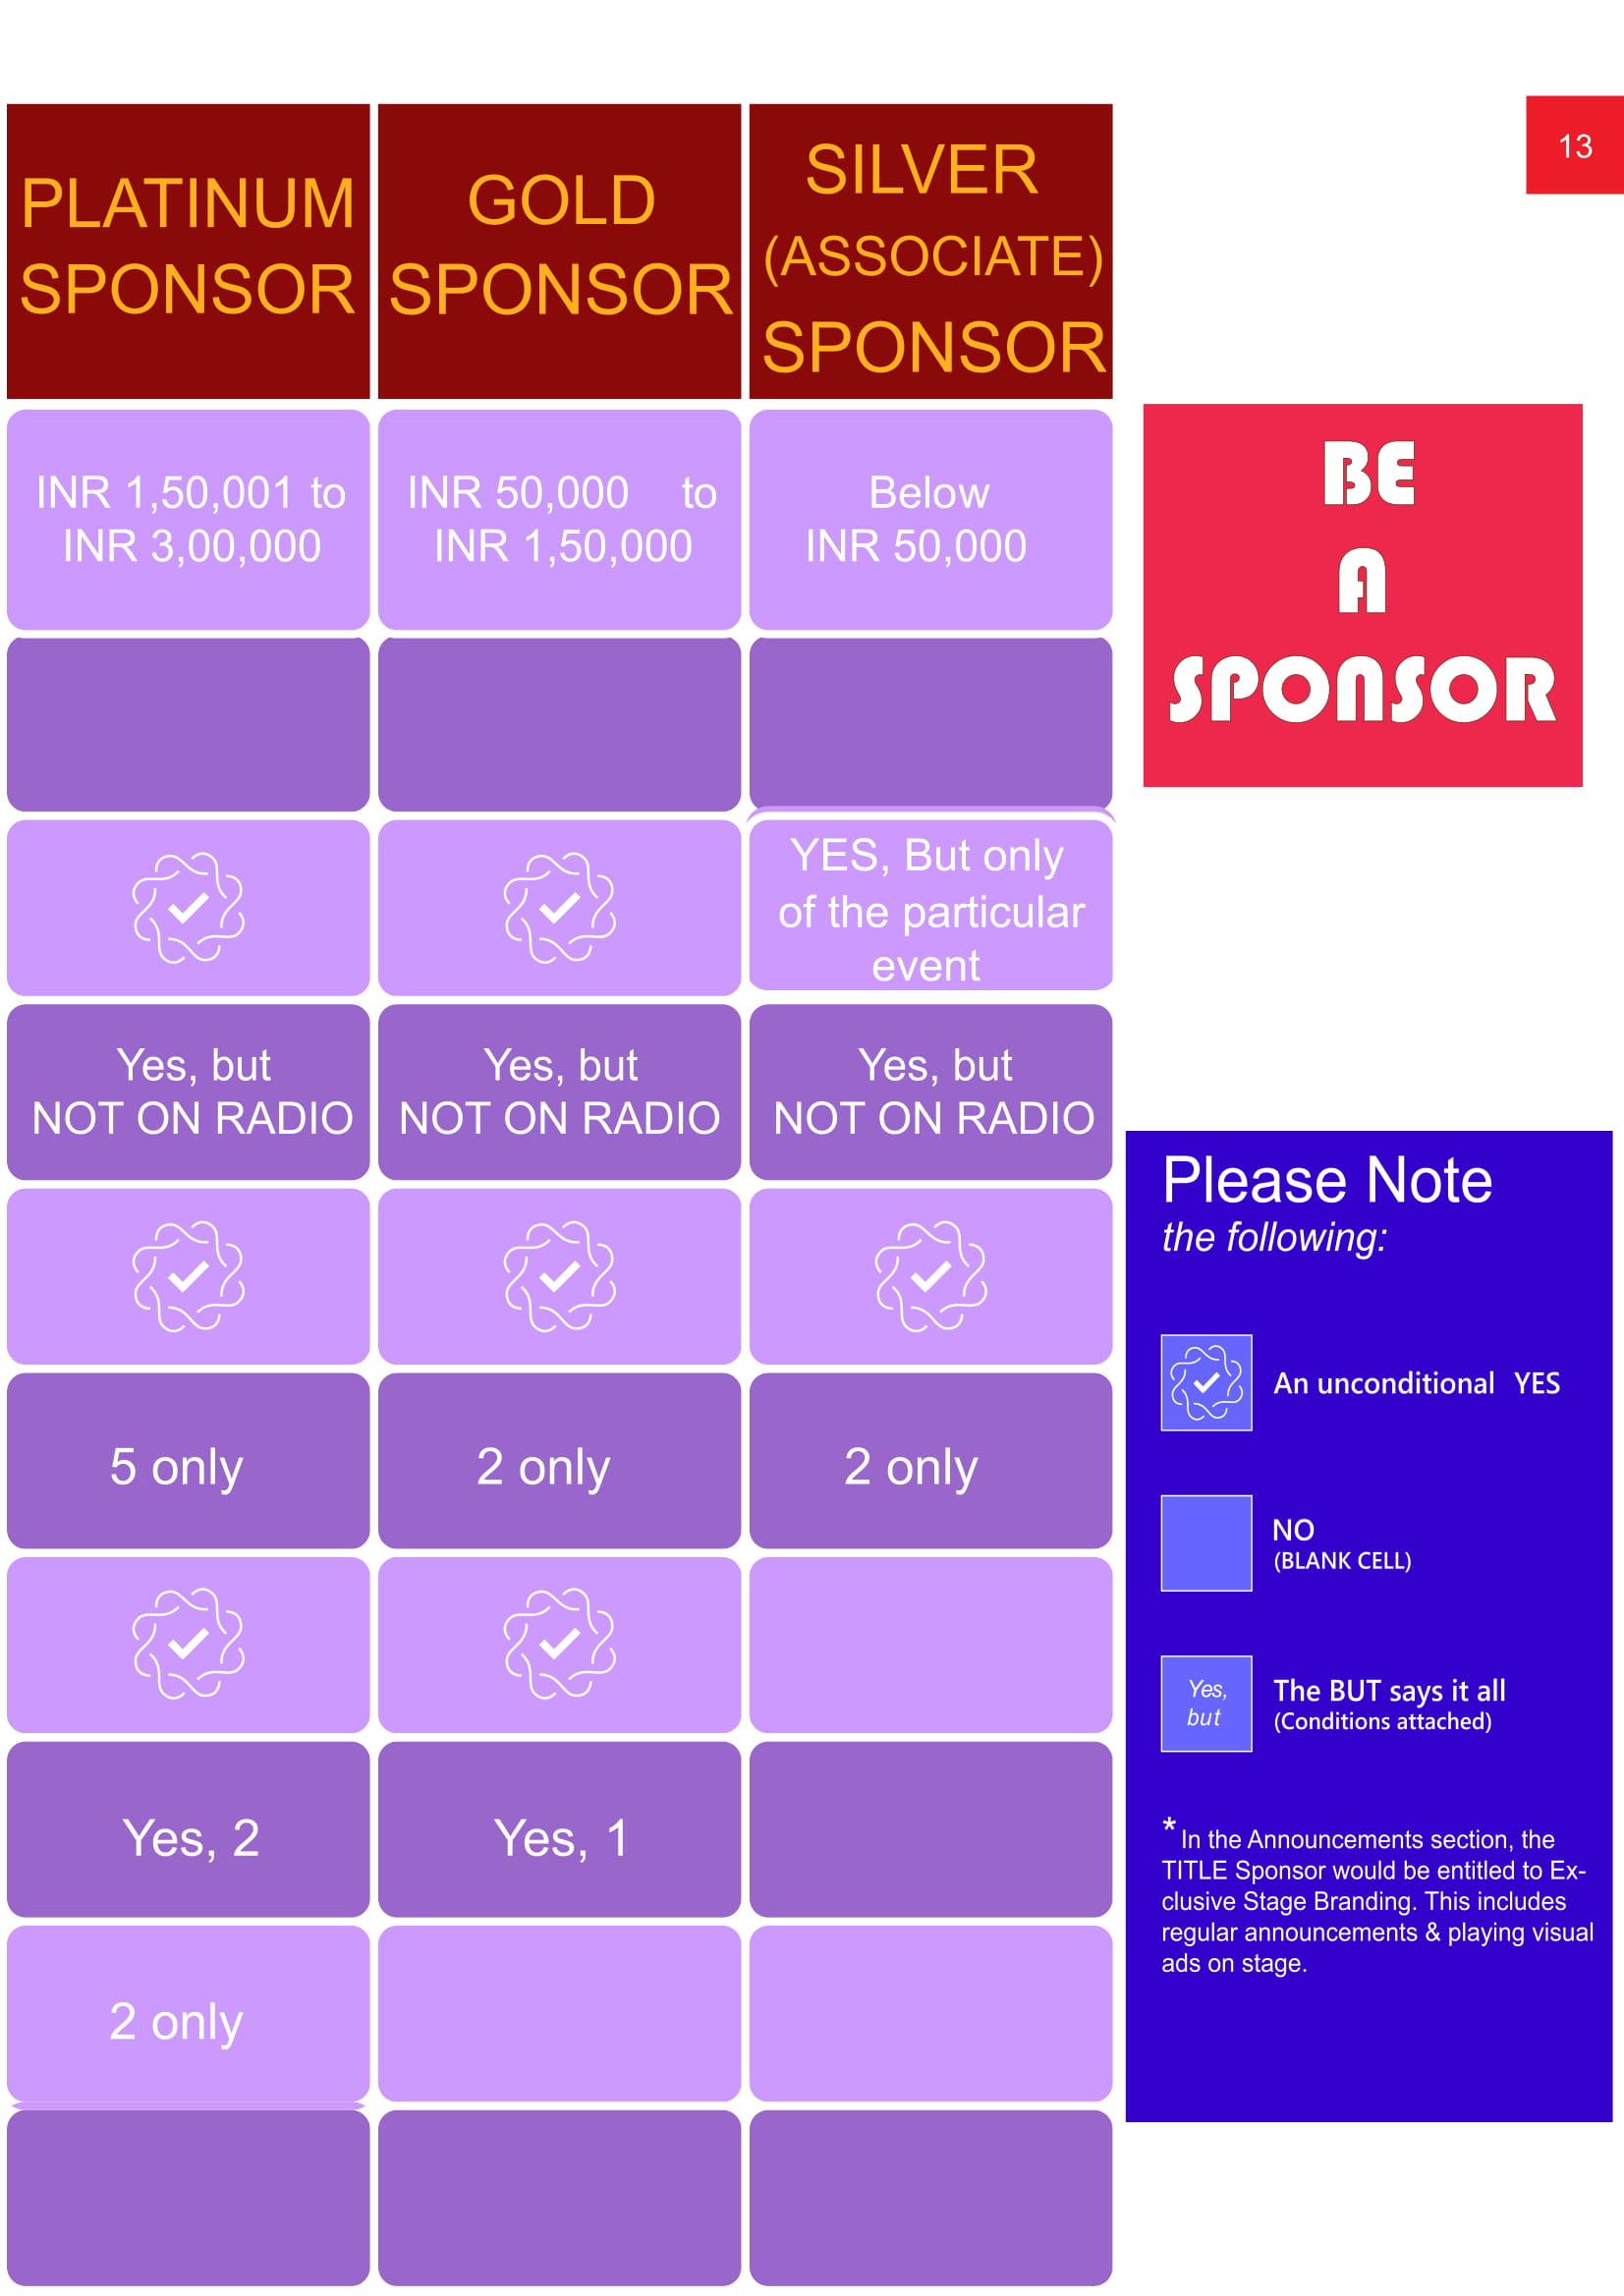 13
PLATINUM
SPONSOR
GOLD
SPONSOR
SILVER
(ASSOCIATE)
SPONSOR
INR 1,50,001 to
INR 3,00,000
INR 50,000 to
INR 1,50,000
Below
INR 50,000
YES, But only
of the particular
event
Yes, but
NOT ON RADIO
Yes, but
NOT ON RADIO
Yes, but
NOT ON RADIO
5 only
2 only
2 only
Yes, 2
Yes, 1
2 only
BE
A
SPONSOR
Please Note
the following:
An unconditional YES
NO
(BLANK CELL)
Yes,
but
The BUT says it all
(Conditions attached)
* In the Announcements section, the
TITLE Sponsor would be entitled to Ex-
clusive Stage Branding. This includes
regular announcements & playing visual
ads on stage.